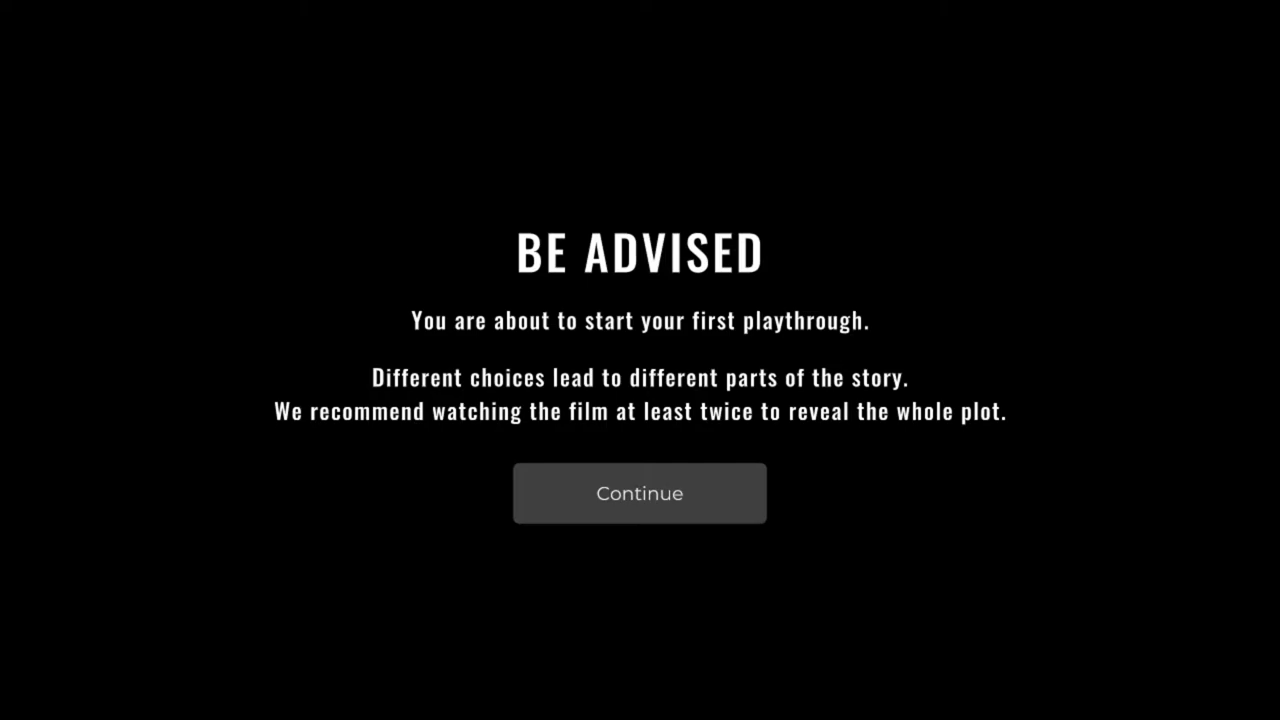 BE ADVISED
You are about to start your first playthrough.
Different choices lead to different parts of the story.
We recommend watching the film at least twice to reveal the whole plot.
Continue